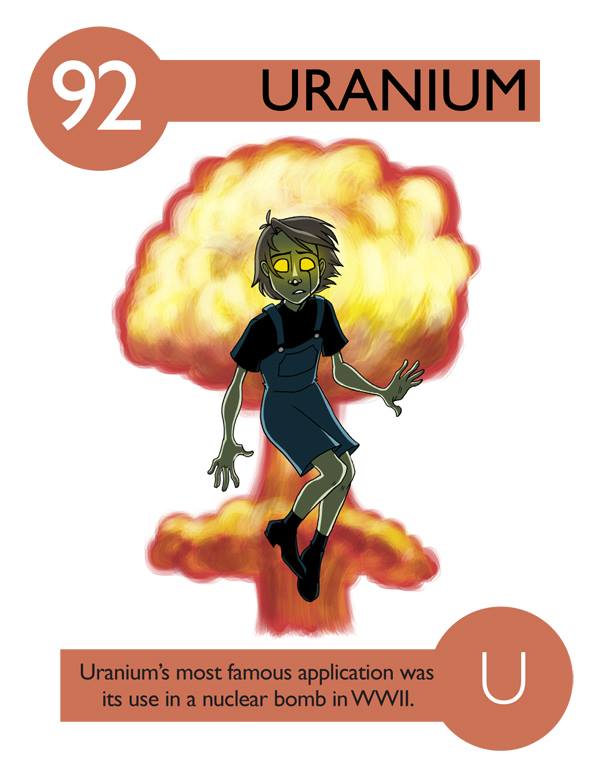 92
URANIUM
Uranium's most famous application was
its use in a nuclear bomb in WWII.
U